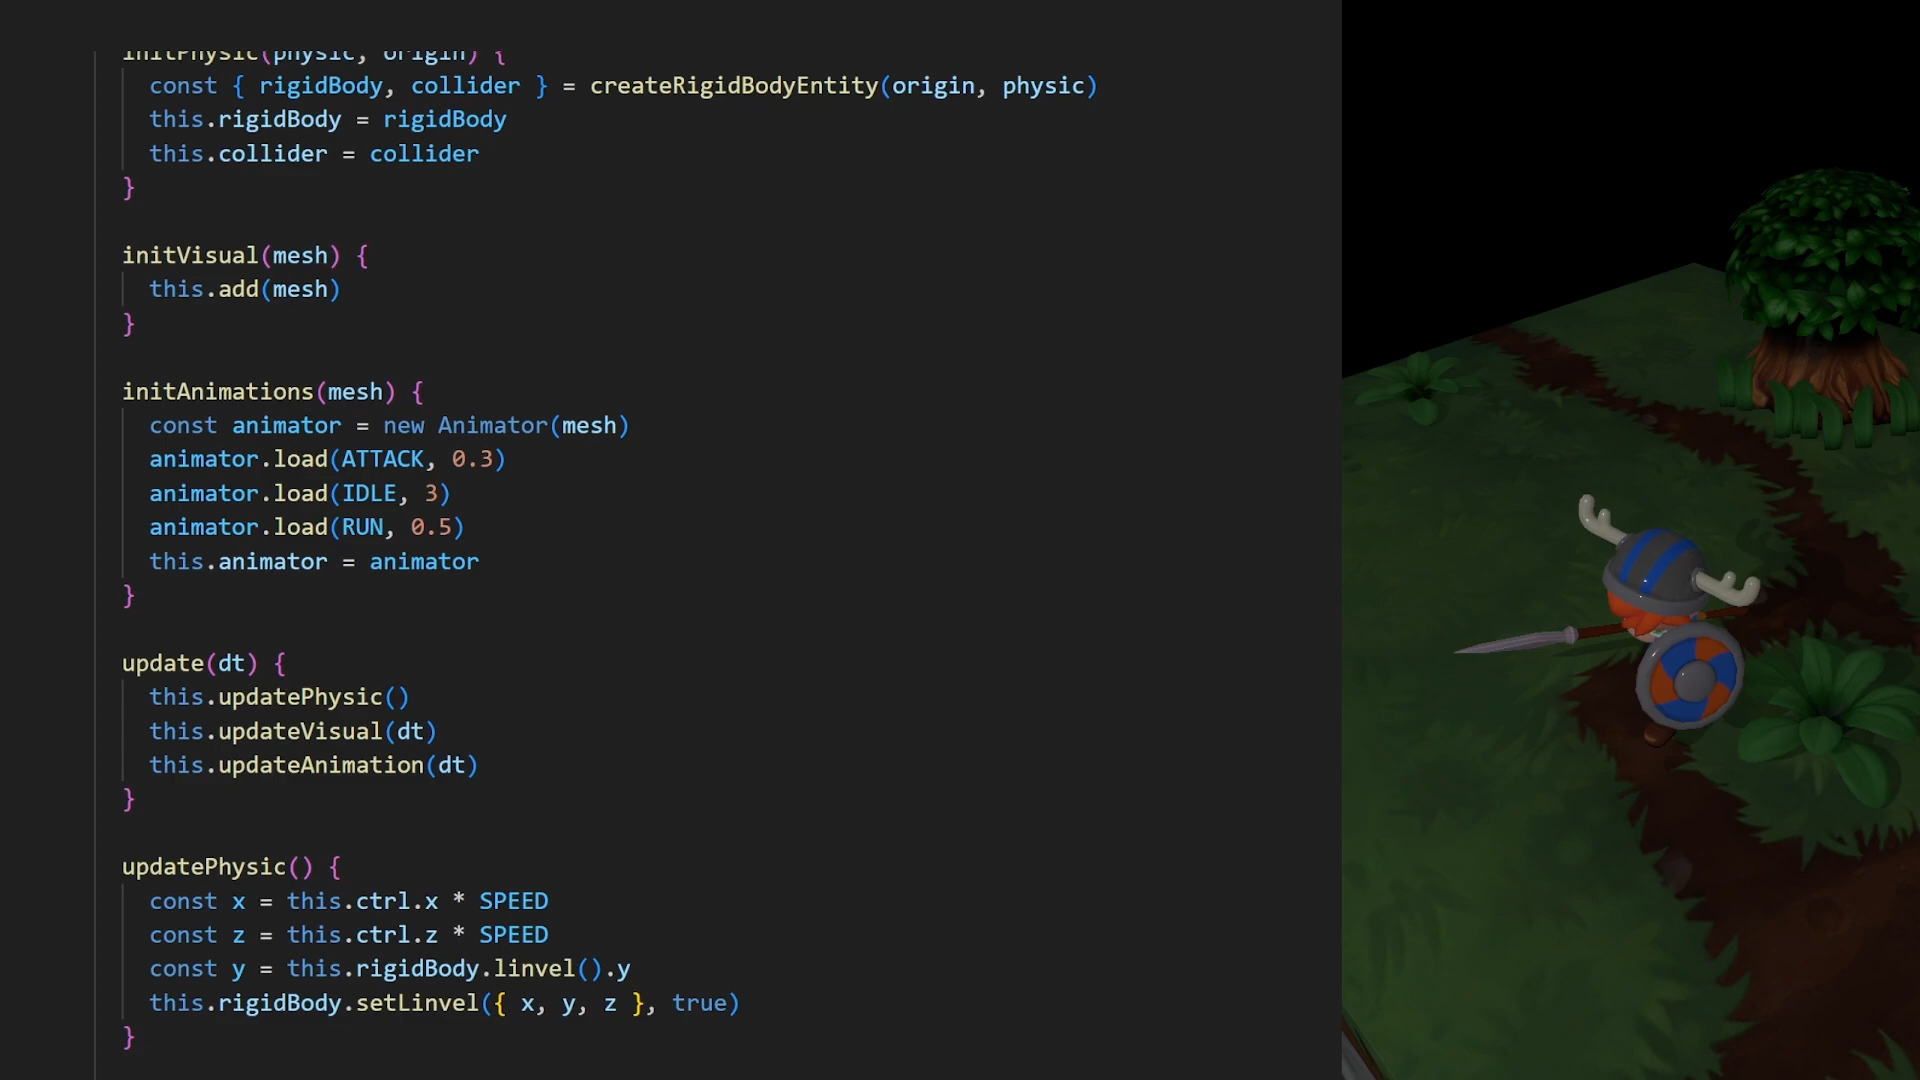 initPhysic(physic, origin) {
const { rigidBody, collider } = createRigidBodyEntity(origin, physic)
this.rigidBody = rigidBody
this.collider = collider
}
initVisual(mesh) {
this.add(mesh)
}
initAnimations(mesh) {
const animator = new Animator(mesh)
animator.load(ATTACK, 0.3)
animator.load(IDLE, 3)
animator.load(RUN, 0.5)
this.animator = animator
}
update(dt) {
this.updatePhysic()
this.updateVisual(dt)
this.updateAnimation(dt)
}
updatePhysic() {
const x = this.ctrl.x * SPEED
const z = this.ctrl.z * SPEED
const y = this.rigidBody.linvel().y
this.rigidBody.setLinvel({ x, y, z }, true)
}